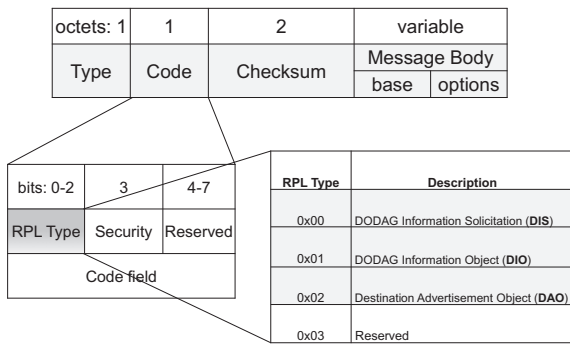 octets: 1 1 2 variable
Type Code Checksum Message Body
base options
bits: 0-2 3 4-7
RPL Type Security Reserved
Code field
RPL Type Description
0x00 DODAG Information Solicitation (DIS)
0x01 DODAG Information Object (DIO)
0x02 Destination Advertisement Object (DAO)
0x03 Reserved